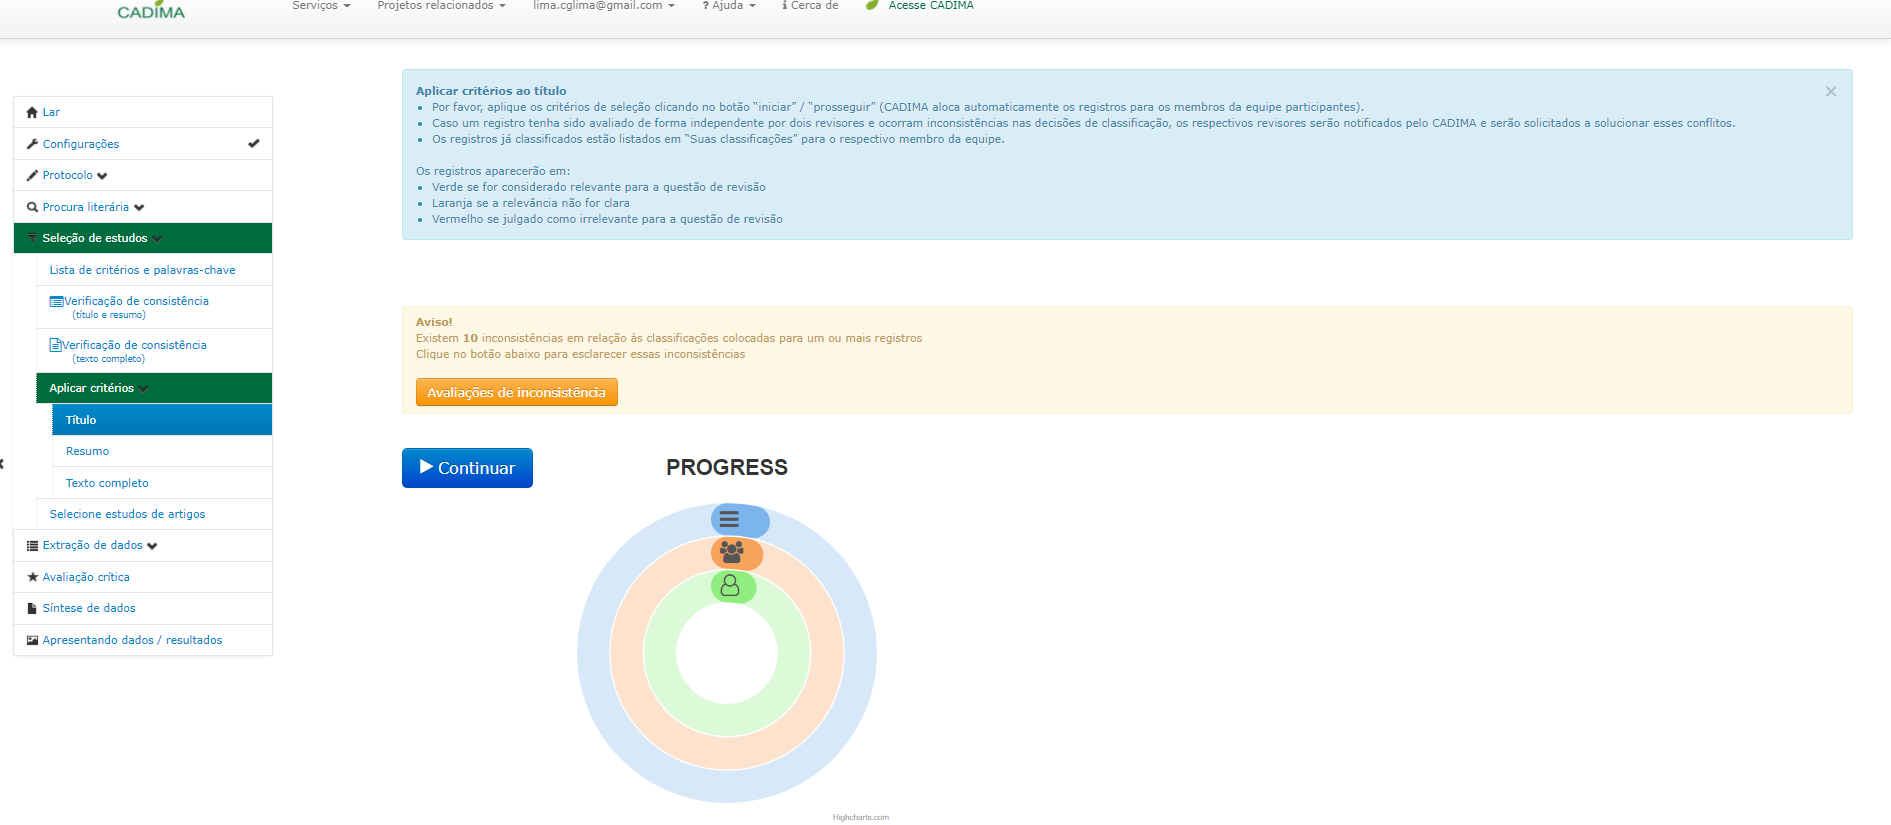 CADIMA
Serviços
Projetos relacionados
lima.cglima@gmail.com
? Ajuda
Cerca de
Acesse CADIMA
Lar
Configurações
Protocolo
Procura literária
Seleção de estudos
Lista de critérios e palavras-chave
Verificação de consistência
(título e resumo)
Verificação de consistência
(texto completo)
Aplicar critérios
Título
Resumo
Texto completo
Selecione estudos de artigos
Extração de dados
Avaliação crítica
Síntese de dados
Apresentando dados / resultados
Aplicar critérios ao título
×
• Por favor, aplique os critérios de seleção clicando no botão “iniciar” / “prosseguir” (CADIMA aloca automaticamente os registros para os membros da equipe participantes).
• Caso um registro tenha sido avaliado de forma independente por dois revisores e ocorram inconsistências nas decisões de classificação, os respectivos revisores serão notificados pelo CADIMA e serão solicitados a solucionar esses conflitos.
• Os registros já classificados estão listados em “Suas classificações” para o respectivo membro da equipe.
Os registros aparecerão em:
• Verde se for considerado relevante para a questão de revisão
• Laranja se a relevância não for clara
• Vermelho se julgado como irrelevante para a questão de revisão
Aviso!
Existem 10 inconsistências em relação às classificações colocadas para um ou mais registros
Clique no botão abaixo para esclarecer essas inconsistências
Avaliações de inconsistência
Continuar
PROGRESS
Highcharts.com